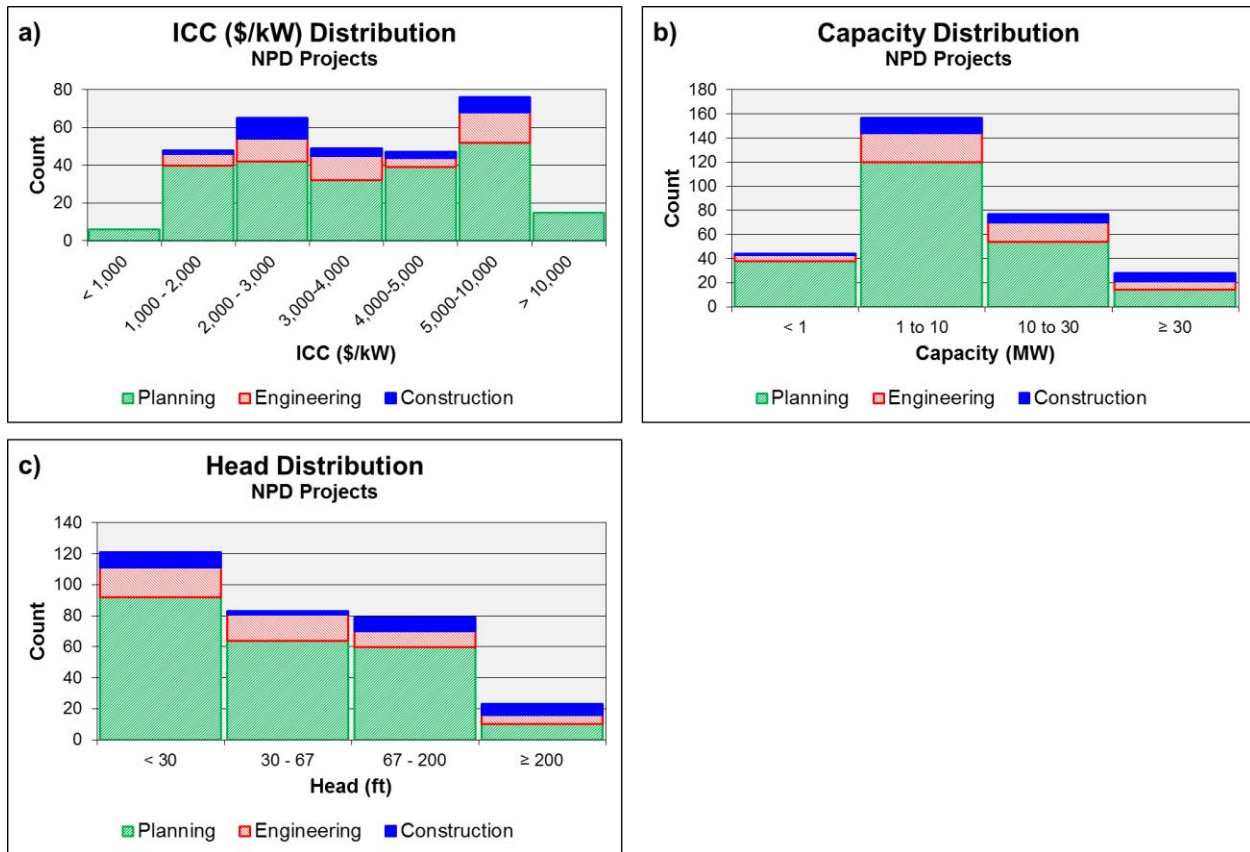 a)
ICC ($/kW) Distribution
NPD Projects
80
60
40
20
0
Count
< 1,000
1,000 - 2,000
2,000 - 3,000
3,000-4,000
4,000-5,000
5,000-10,000
> 10,000
ICC ($/kW)
Planning Engineering Construction
b)
Capacity Distribution
NPD Projects
180
160
140
120
100
80
60
40
20
0
Count
< 1 1 to 10 10 to 30 ≥ 30
Capacity (MW)
Planning Engineering Construction
c)
Head Distribution
NPD Projects
140
120
100
80
60
40
20
0
Count
< 30 30 - 67 67 - 200 ≥ 200
Head (ft)
Planning Engineering Construction